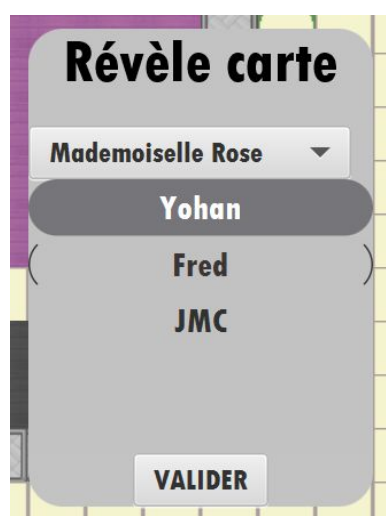 Révèle carte
Mademoiselle Rose
Yohan
Fred
JMC
VALIDER